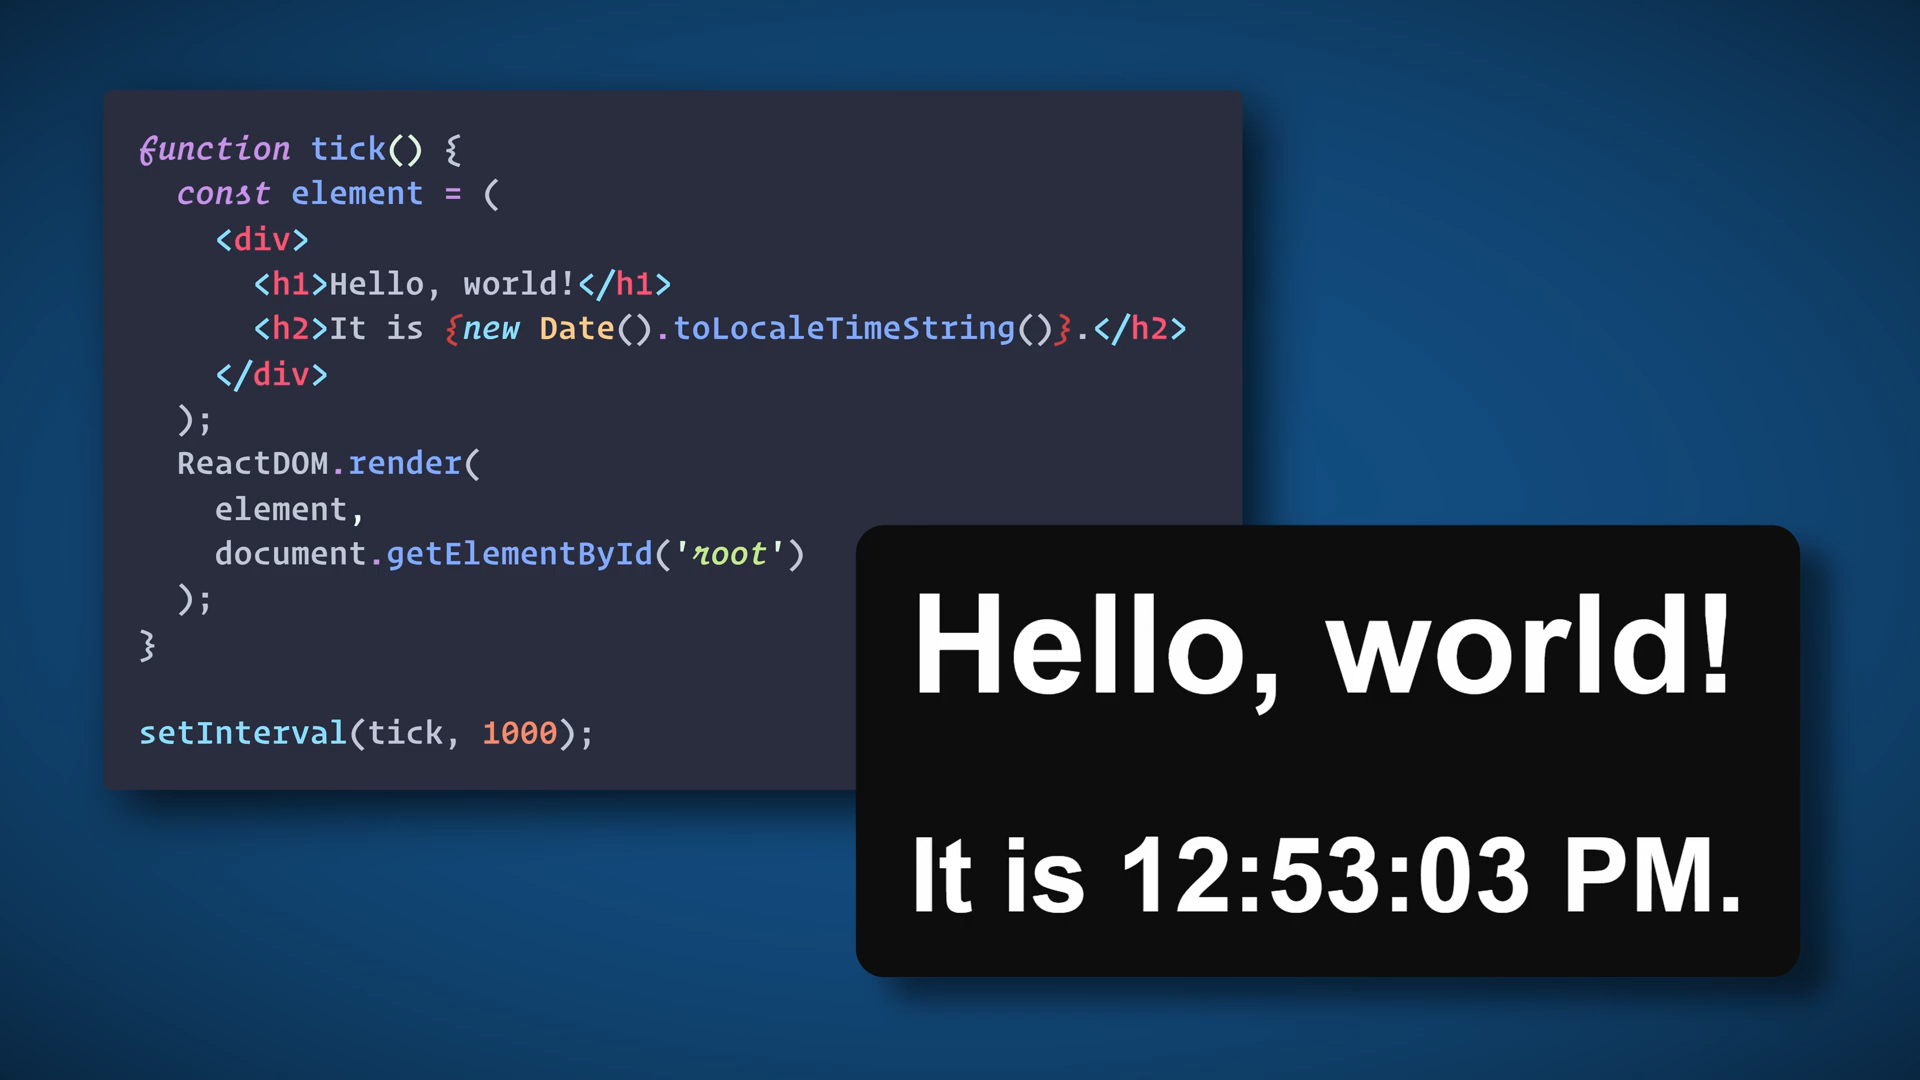 function tick() {
  const element = (
    <div>
      <h1>Hello, world!</h1>
      <h2>It is {new Date().toLocaleTimeString()}.</h2>
    </div>
  );
  ReactDOM.render(
    element,
    document.getElementById('root')
  );
}
setInterval(tick, 1000);
Hello, world!
It is 12:53:03 PM.